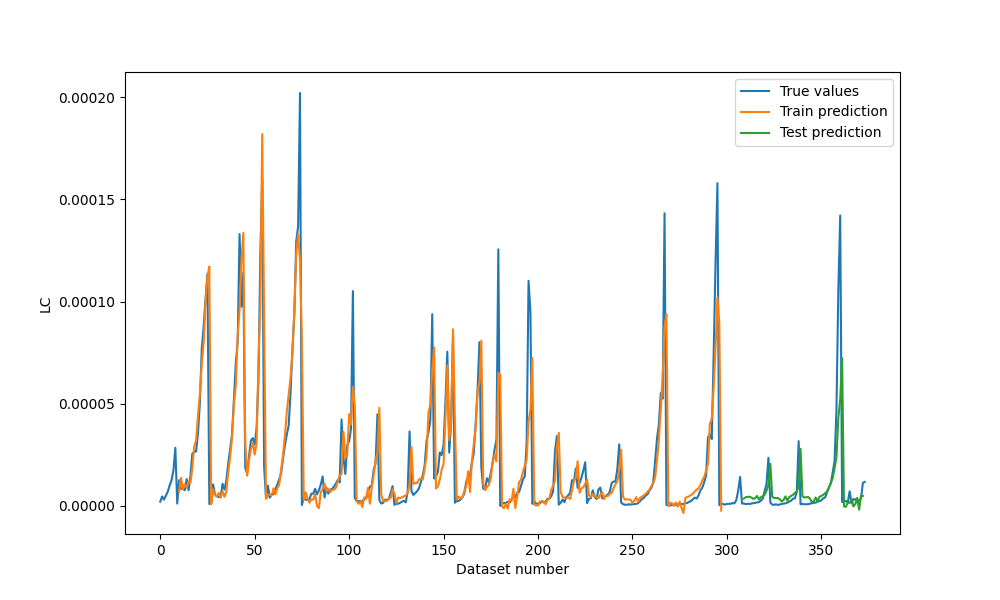 True values
Train prediction
Test prediction
0.00020
0.00015
0.00010
0.00005
0.00000
LC
0
50
100
150
200
250
300
350
Dataset number